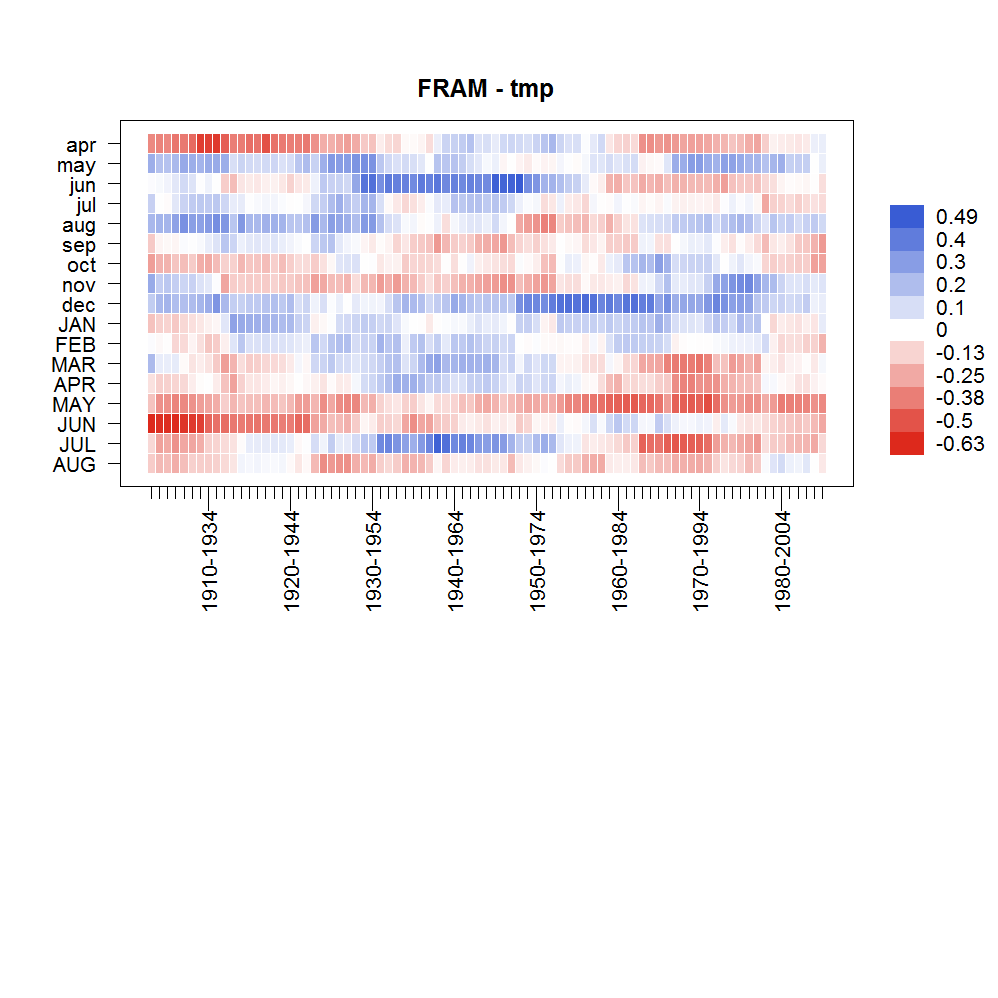 FRAM - tmp
apr
may
jun
jul
aug
sep
oct
nov
dec
JAN
FEB
MAR
APR
MAY
JUN
JUL
AUG
0.49
0.4
0.3
0.2
0.1
0
-0.13
-0.25
-0.38
-0.5
-0.63
1910-1934
1920-1944
1930-1954
1940-1964
1950-1974
1960-1984
1970-1994
1980-2004